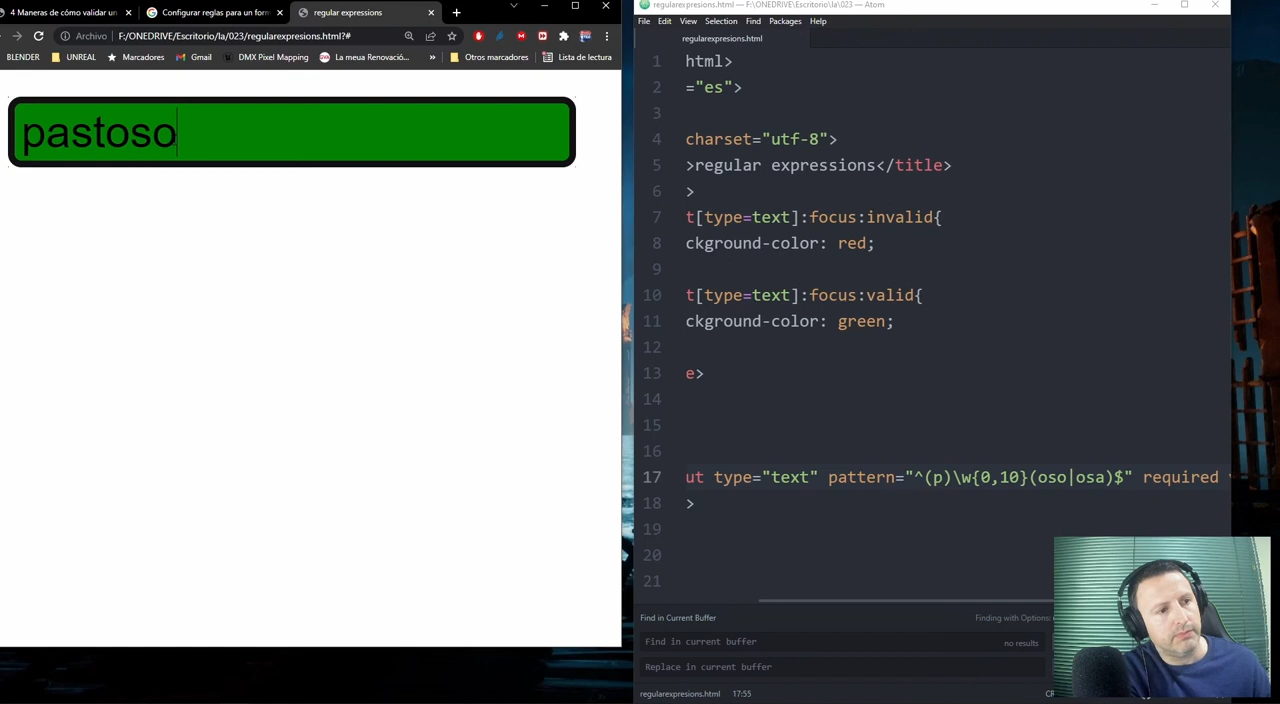 4 Maneras de cómo validar un
Configurar reglas para un form
regular expressions
Archivo
F:/ONEDRIVE/Escritorio/la/023/regularexpresions.html?#
BLENDER
UNREAL
Marcadores
Gmail
DMX Pixel Mapping
La meua Renovació...
»
Otros marcadores
Lista de lectura
pastoso
regularexpresions.html — F:\ONEDRIVE\Escritorio\la\023 — Atom
File Edit View Selection Find Packages Help
regularexpresions.html
1 html>
2 ="es">
3
4 charset="utf-8">
5 >regular expressions</title>
6 >
7 t[type=text]:focus:invalid{
8 ckground-color: red;
9
10 t[type=text]:focus:valid{
11 ckground-color: green;
12
13 e>
14
15
16
17 ut type="text" pattern="^(p)\w{0,10}(oso|osa)$" required
18 >
19
20
21
Find in Current Buffer
Finding with Options:
Find in current buffer
no results
Replace in current buffer
regularexpresions.html 17:55